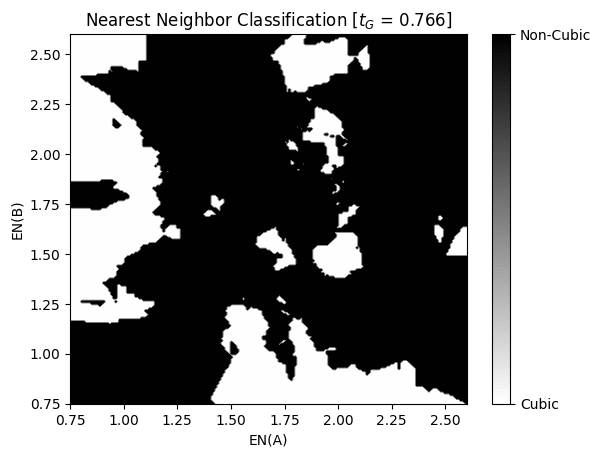 Nearest Neighbor Classification [$t_G$ = 0.766]
Non-Cubic
Cubic
EN(B)
2.50
2.25
2.00
1.75
1.50
1.25
1.00
0.75
0.75 1.00 1.25 1.50 1.75 2.00 2.25 2.50
EN(A)